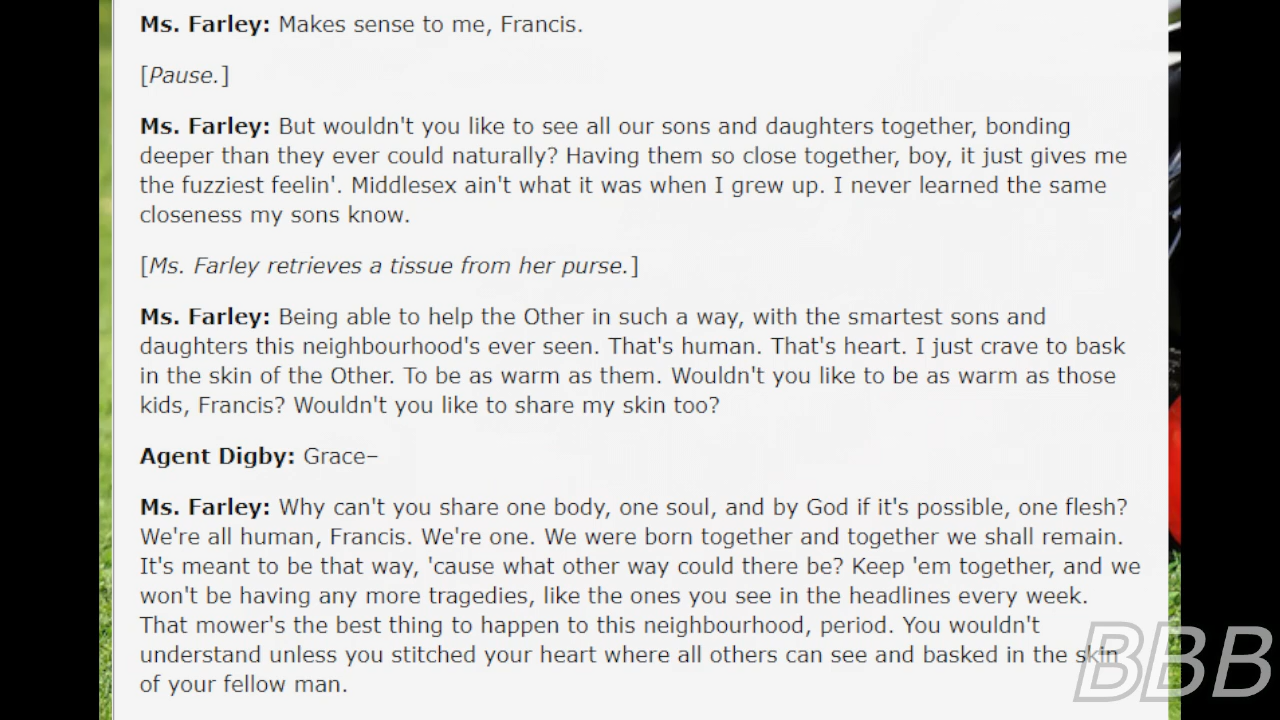 Ms. Farley: Makes sense to me, Francis.
[Pause.]
Ms. Farley: But wouldn't you like to see all our sons and daughters together, bonding
deeper than they ever could naturally? Having them so close together, boy, it just gives me
the fuzziest feelin'. Middlesex ain't what it was when I grew up. I never learned the same
closeness my sons know.
[Ms. Farley retrieves a tissue from her purse.]
Ms. Farley: Being able to help the Other in such a way, with the smartest sons and
daughters this neighbourhood's ever seen. That's human. That's heart. I just crave to bask
in the skin of the Other. To be as warm as them. Wouldn't you like to be as warm as those
kids, Francis? Wouldn't you like to share my skin too?
Agent Digby: Grace–
Ms. Farley: Why can't you share one body, one soul, and by God if it's possible, one flesh?
We're all human, Francis. We're one. We were born together and together we shall remain.
It's meant to be that way, 'cause what other way could there be? Keep 'em together, and we
won't be having any more tragedies, like the ones you see in the headlines every week.
That mower's the best thing to happen to this neighbourhood, period. You wouldn't
understand unless you stitched your heart where all others can see and basked in the skin
of your fellow man.
BBB